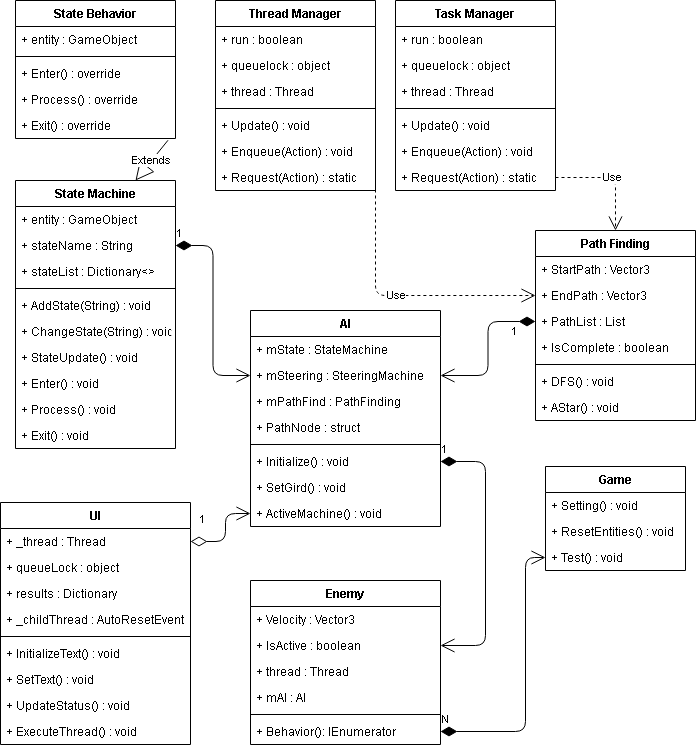 State Behavior
+ entity : GameObject
+ Enter() : override
+ Process() : override
+ Exit() : override
Thread Manager
+ run : boolean
+ queuelock : object
+ thread : Thread
+ Update() : void
+ Enqueue(Action) : void
+ Request(Action) : static
Task Manager
+ run : boolean
+ queuelock : object
+ thread : Thread
+ Update() : void
+ Enqueue(Action) : void
+ Request(Action) : static
Extends
Use
State Machine
+ entity : GameObject
+ stateName : String
+ stateList : Dictionary<>
+ AddState(String) : void
+ ChangeState(String) : void
+ StateUpdate() : void
+ Enter() : void
+ Process() : void
+ Exit() : void
1
Use
Path Finding
+ StartPath : Vector3
+ EndPath : Vector3
+ PathList : List
+ IsComplete : boolean
+ DFS() : void
+ AStar() : void
1
AI
+ mState : StateMachine
+ mSteering : SteeringMachine
+ mPathFind : PathFinding
+ PathNode : struct
+ Initialize() : void
+ SetGird() : void
+ ActiveMachine() : void
1
Game
+ Setting() : void
+ ResetEntities() : void
+ Test() : void
UI
+ _thread : Thread
+ queueLock : object
+ results : Dictionary
+ _childThread : AutoResetEvent
+ InitializeText() : void
+ SetText() : void
+ UpdateStatus() : void
+ ExecuteThread() : void
1
Enemy
+ Velocity : Vector3
+ IsActive : boolean
+ thread : Thread
+ mAI : AI
+ Behavior(): IEnumerator
N